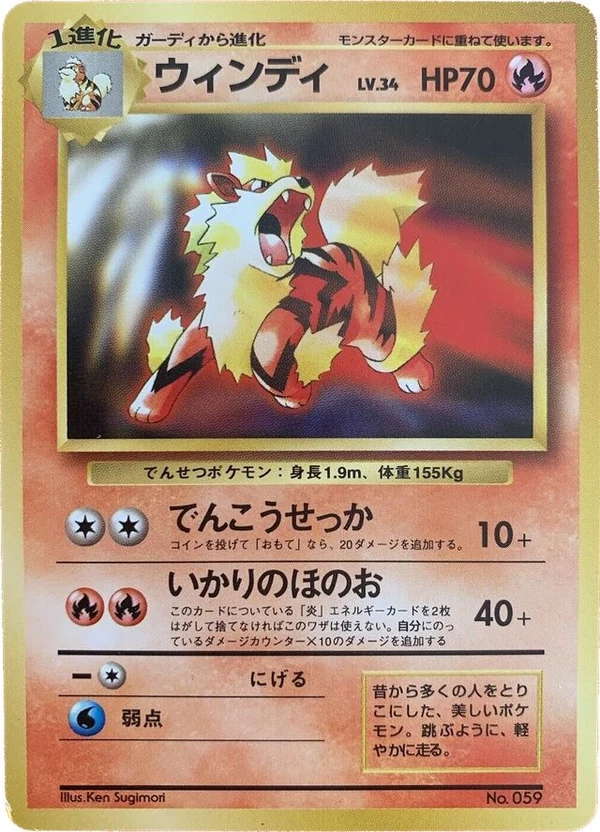 1進化 ガーディから進化 モンスターカードに重ねて使います。
ウィンディ LV.34 HP70
でんせつポケモン：身長1.9m、体重155Kg
でんこうせっか 10+
コインを投げて「おもて」なら、20ダメージを追加する。
いかりのほのお 40+
このカードについている「炎」エネルギーカードを2枚
はがして捨てなければこのワザは使えない。自分にのっ
ているダメージカウンター×10のダメージを追加する
ー にげる
弱点
昔から多くの人をとり
こにした、美しいポケ
モン。跳ぶように、軽
やかに走る。
Illus.Ken Sugimori No. 059